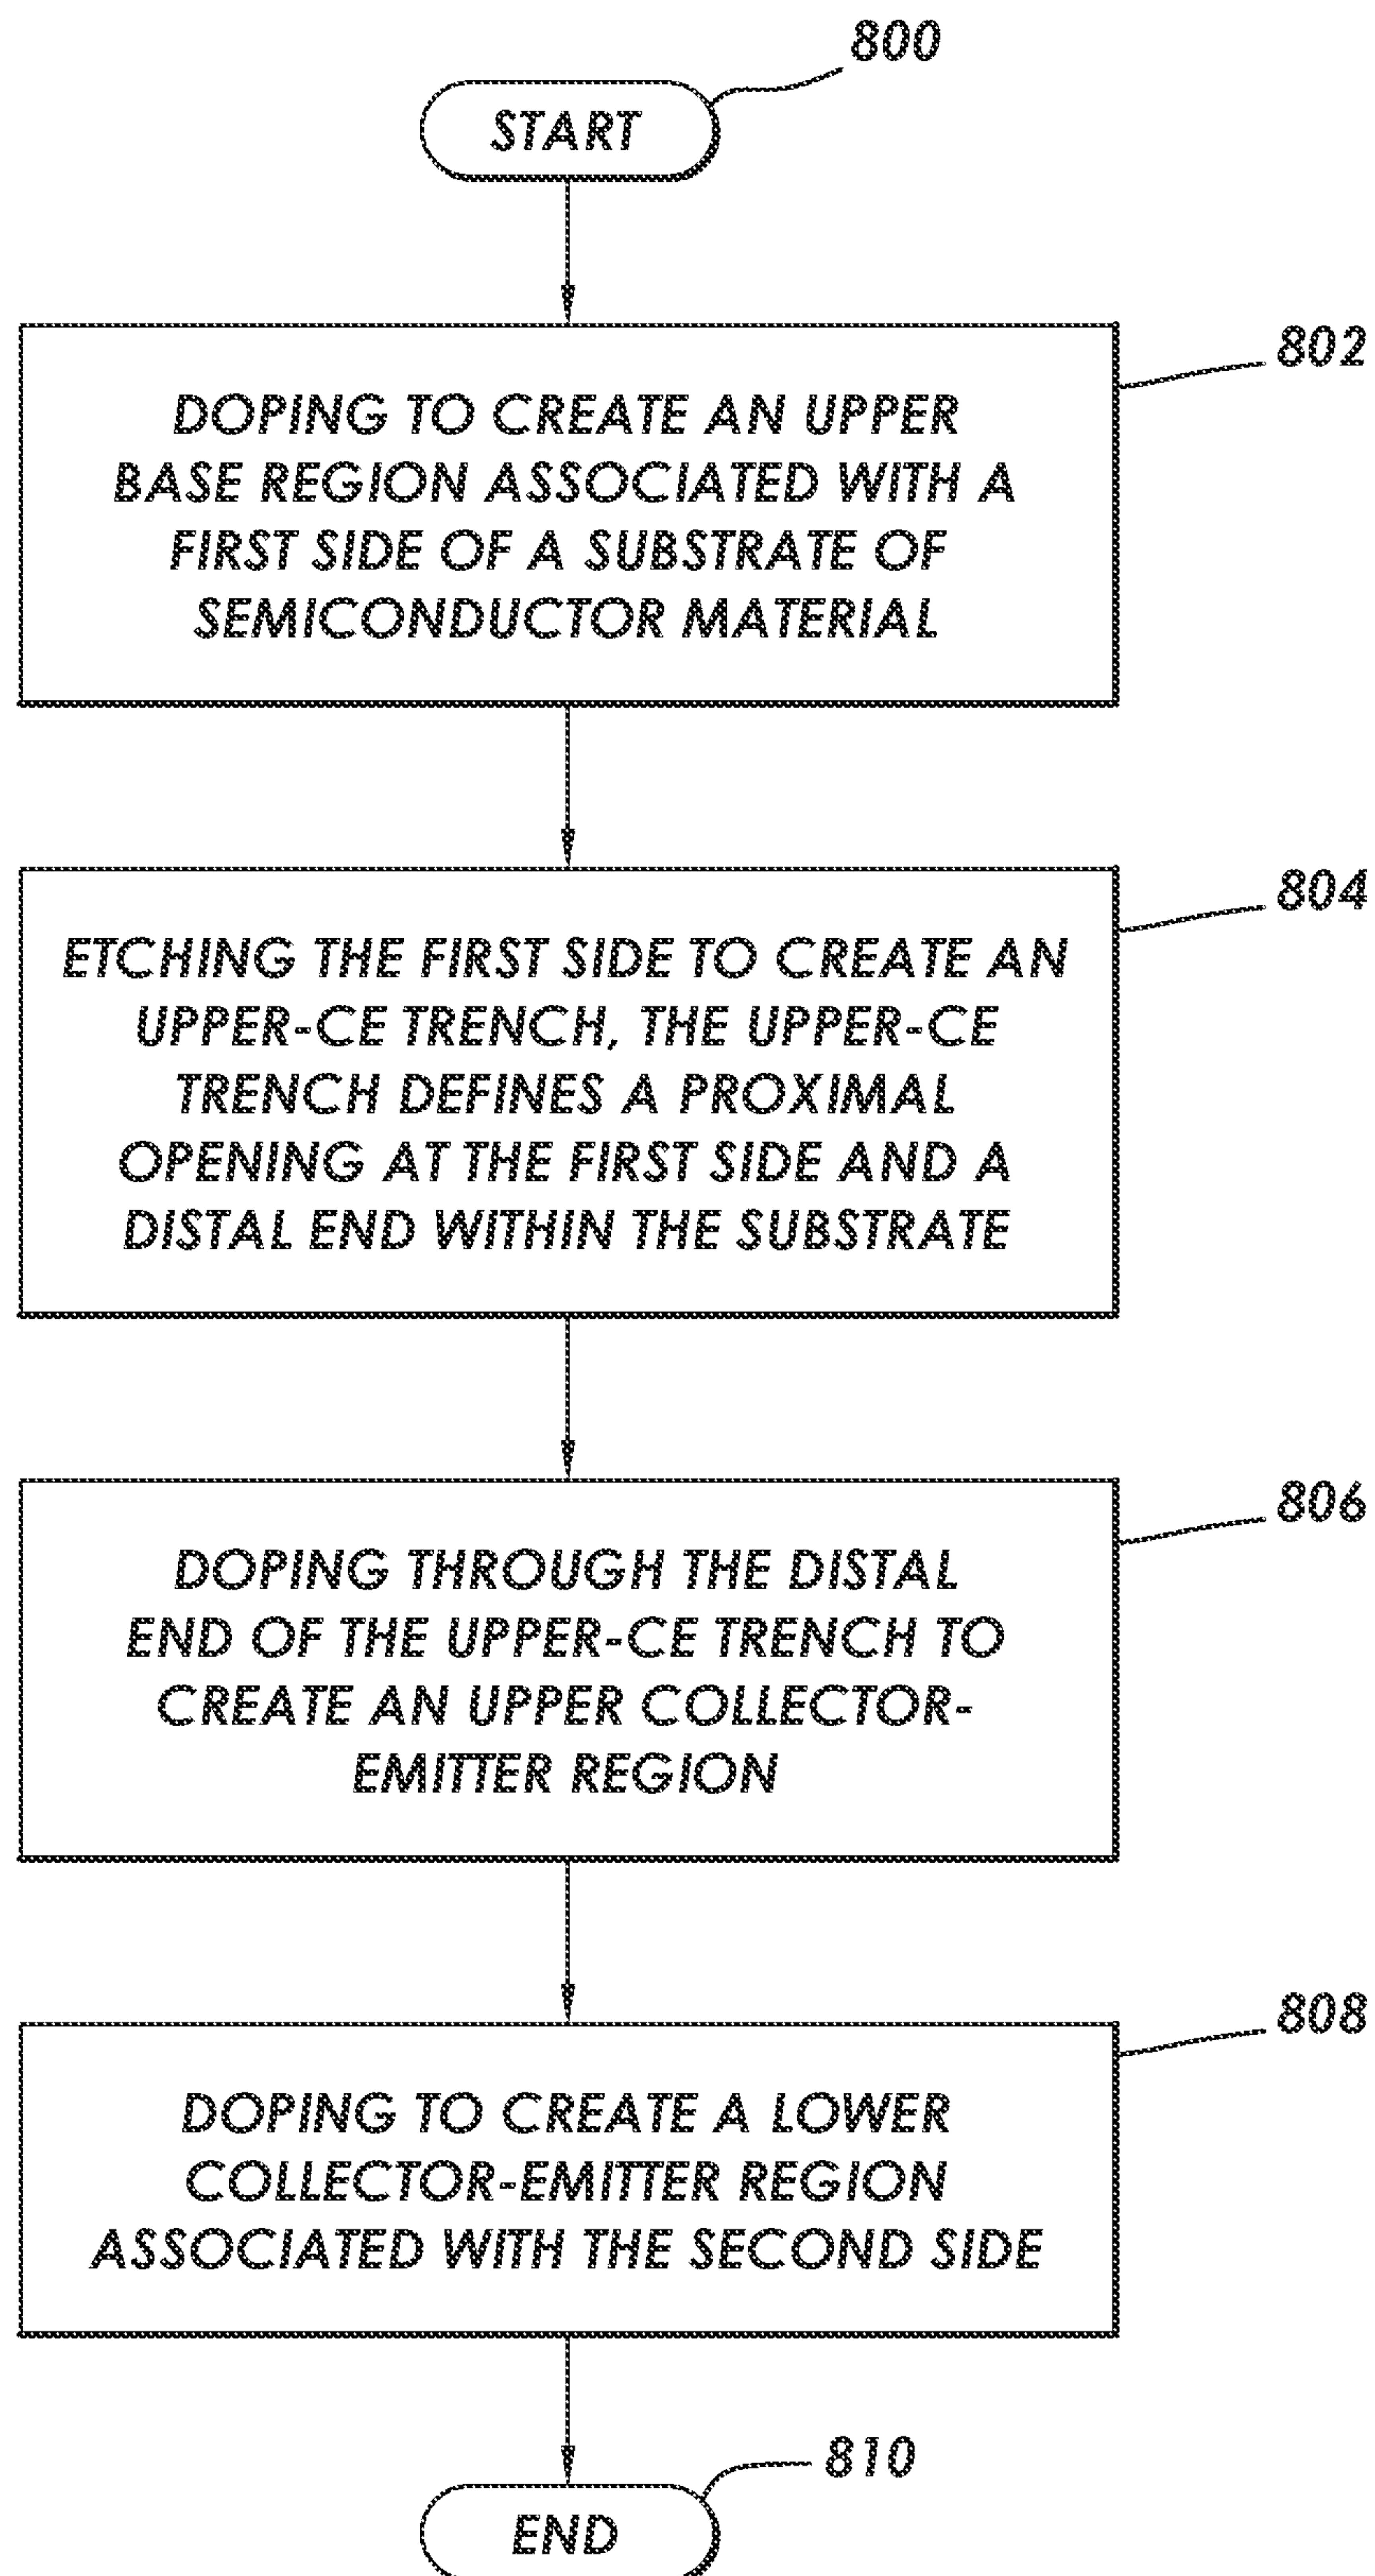 800
START
802
DOPING TO CREATE AN UPPER
BASE REGION ASSOCIATED WITH A
FIRST SIDE OF A SUBSTRATE OF
SEMICONDUCTOR MATERIAL
804
ETCHING THE FIRST SIDE TO CREATE AN
UPPER-CE TRENCH, THE UPPER-CE
TRENCH DEFINES A PROXIMAL
OPENING AT THE FIRST SIDE AND A
DISTAL END WITHIN THE SUBSTRATE
806
DOPING THROUGH THE DISTAL
END OF THE UPPER-CE TRENCH TO
CREATE AN UPPER COLLECTOR-
EMITTER REGION
808
DOPING TO CREATE A LOWER
COLLECTOR-EMITTER REGION
ASSOCIATED WITH THE SECOND SIDE
810
END